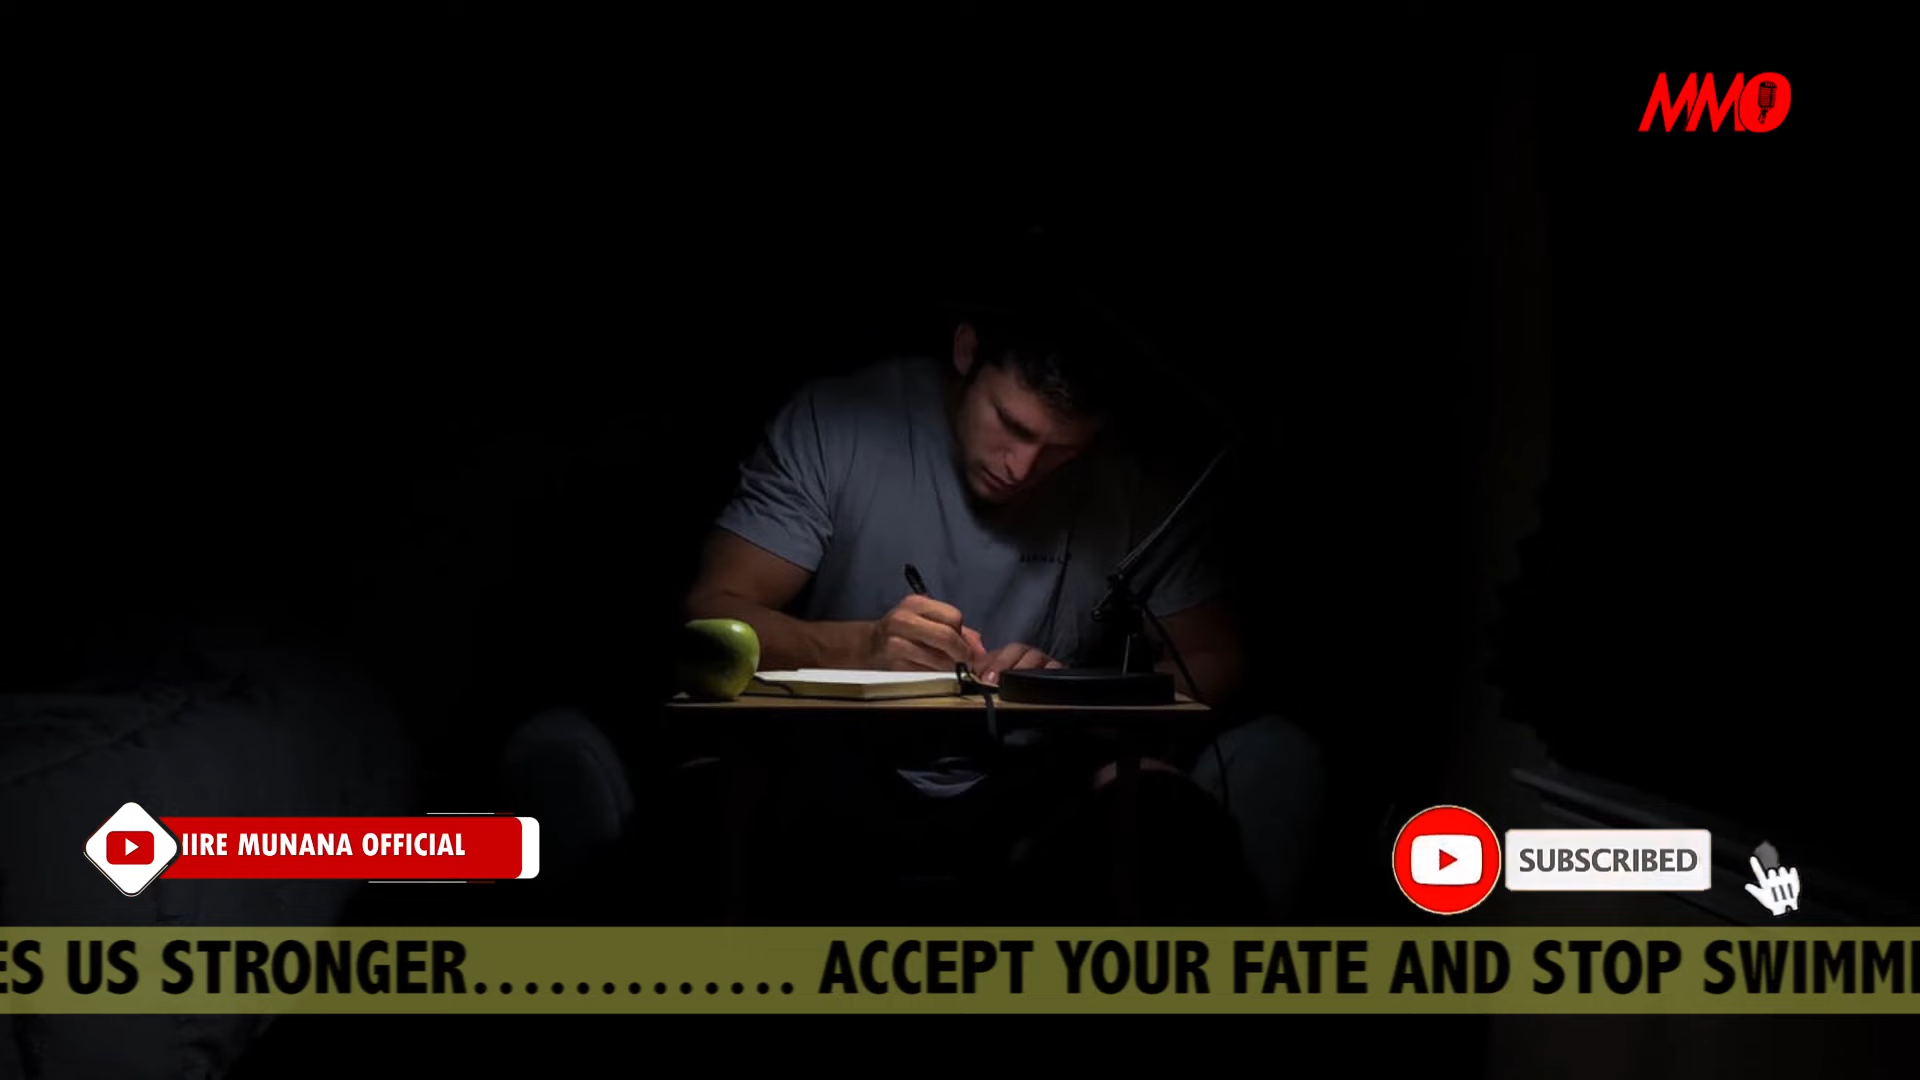 MMO
IIRE MUNANA OFFICIAL
SUBSCRIBED
ES US STRONGER............. ACCEPT YOUR FATE AND STOP SWIMMI